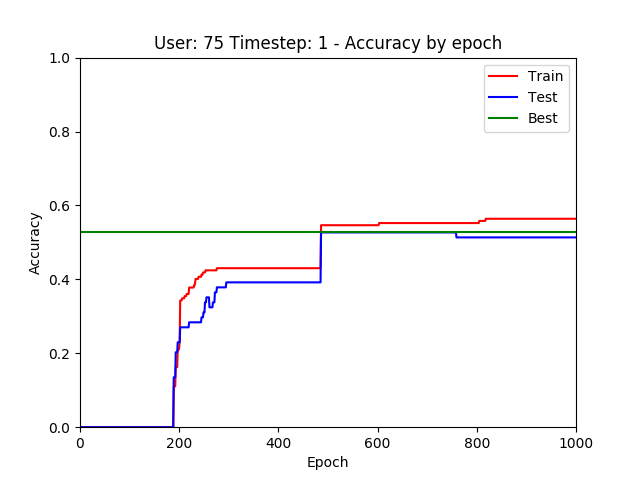 User: 75 Timestep: 1 - Accuracy by epoch
1.0
0.8
0.6
0.4
0.2
0.0
Accuracy
0 200 400 600 800 1000
Epoch
Train
Test
Best